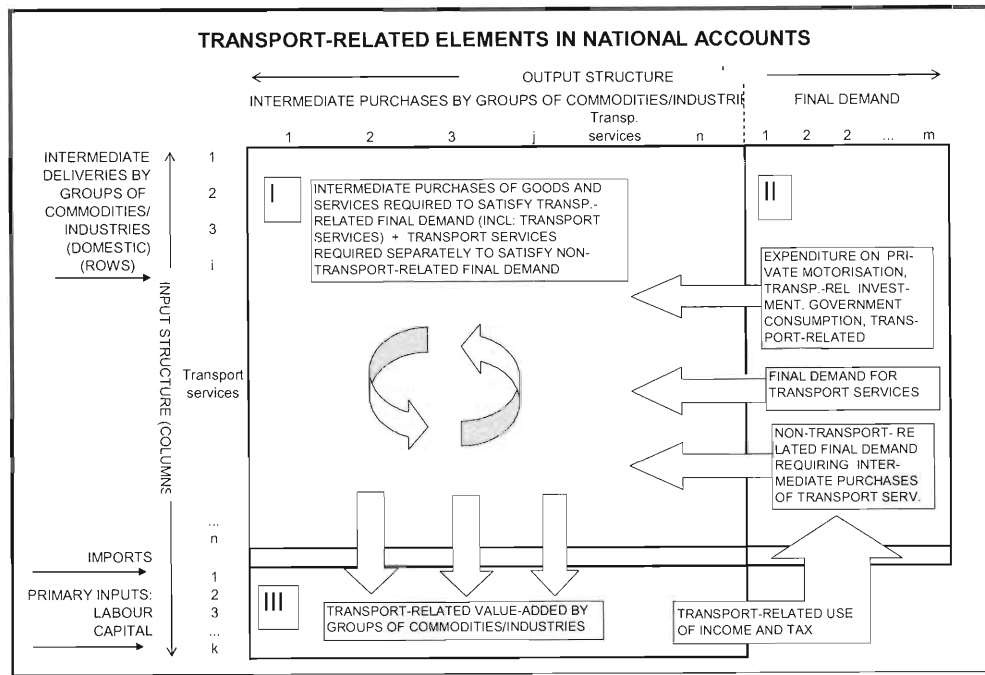 TRANSPORT-RELATED ELEMENTS IN NATIONAL ACCOUNTS
OUTPUT STRUCTURE
INTERMEDIATE PURCHASES BY GROUPS OF COMMODITIES/INDUSTRIE
FINAL DEMAND
Transp.
services
1 2 3 j n
1 2 2 ... m
INTERMEDIATE
DELIVERIES BY
GROUPS OF
COMMODITIES/
INDUSTRIES
(DOMESTIC)
(ROWS)
INPUT STRUCTURE (COLUMNS
1
2
3
i
Transport
services
...
n
I
INTERMEDIATE PURCHASES OF GOODS AND
SERVICES REQUIRED TO SATISFY TRANSP.-
RELATED FINAL DEMAND (INCL: TRANSPORT
SERVICES) + TRANSPORT SERVICES
REQUIRED SEPARATELY TO SATISFY NON-
TRANSPORT-RELATED FINAL DEMAND
II
EXPENDITURE ON PRI-
VATE MOTORISATION,
TRANSP.-REL INVEST-
MENT. GOVERNMENT
CONSUMPTION, TRANS-
PORT-RELATED
FINAL DEMAND FOR
TRANSPORT SERVICES
NON-TRANSPORT- RE
LATED FINAL DEMAND
REQUIRING INTER-
MEDIATE PURCHASES
OF TRANSPORT SERV.
IMPORTS
PRIMARY INPUTS:
LABOUR
CAPITAL
1
2
3
...
k
III
TRANSPORT-RELATED VALUE-ADDED BY
GROUPS OF COMMODITIES/INDUSTRIES
TRANSPORT-RELATED USE
OF INCOME AND TAX